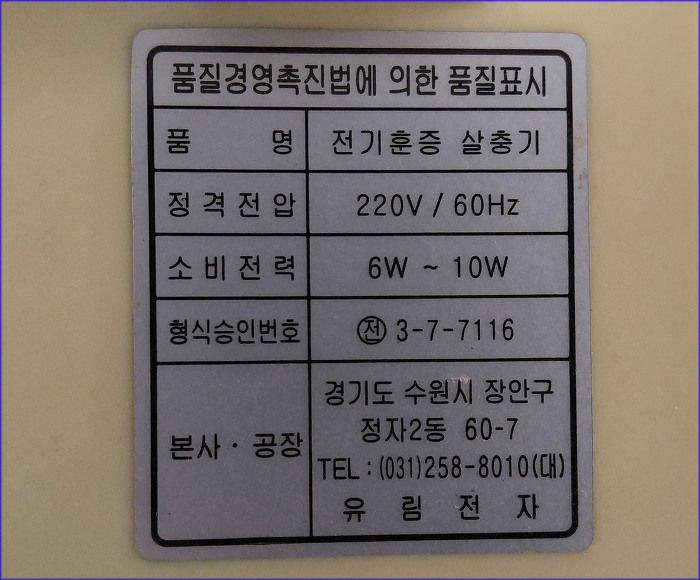 품질경영촉진법에 의한 품질표시
품 명 전기훈증 살충기
정격전압 220V / 60Hz
소비전력 6W ~ 10W
형식승인번호 ㉠전 3-7-7116
본사 · 공장
경기도 수원시 장안구
정자2동 60-7
TEL : (031)258-8010(대)
유 림 전 자